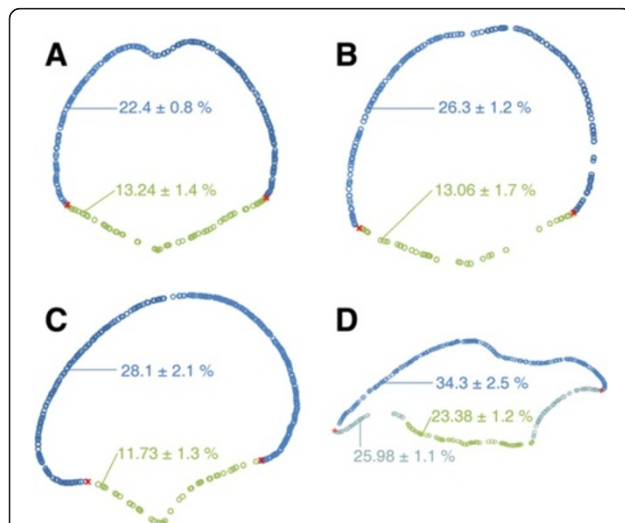 A
22.4 ± 0.8 %
13.24 ± 1.4 %
B
26.3 ± 1.2 %
13.06 ± 1.7 %
C
28.1 ± 2.1 %
11.73 ± 1.3 %
D
34.3 ± 2.5 %
23.38 ± 1.2 %
25.98 ± 1.1 %